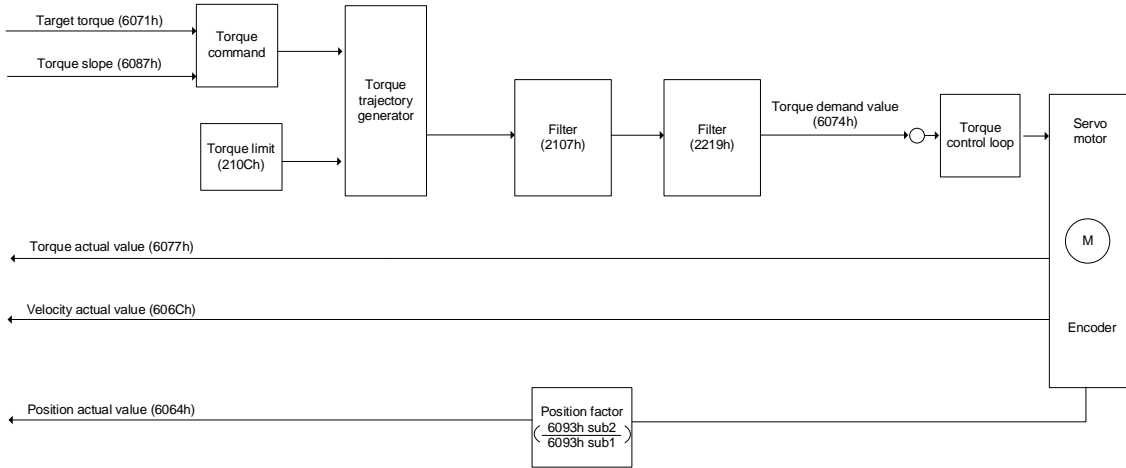 Target torque (6071h)
Torque slope (6087h)
Torque
command
Torque limit
(210Ch)
Torque
trajectory
generator
Filter
(2107h)
Filter
(2219h)
Torque demand value
(6074h)
Torque
control loop
Servo
motor
M
Encoder
Torque actual value (6077h)
Velocity actual value (606Ch)
Position actual value (6064h)
Position factor
( 6093h sub2
6093h sub1 )